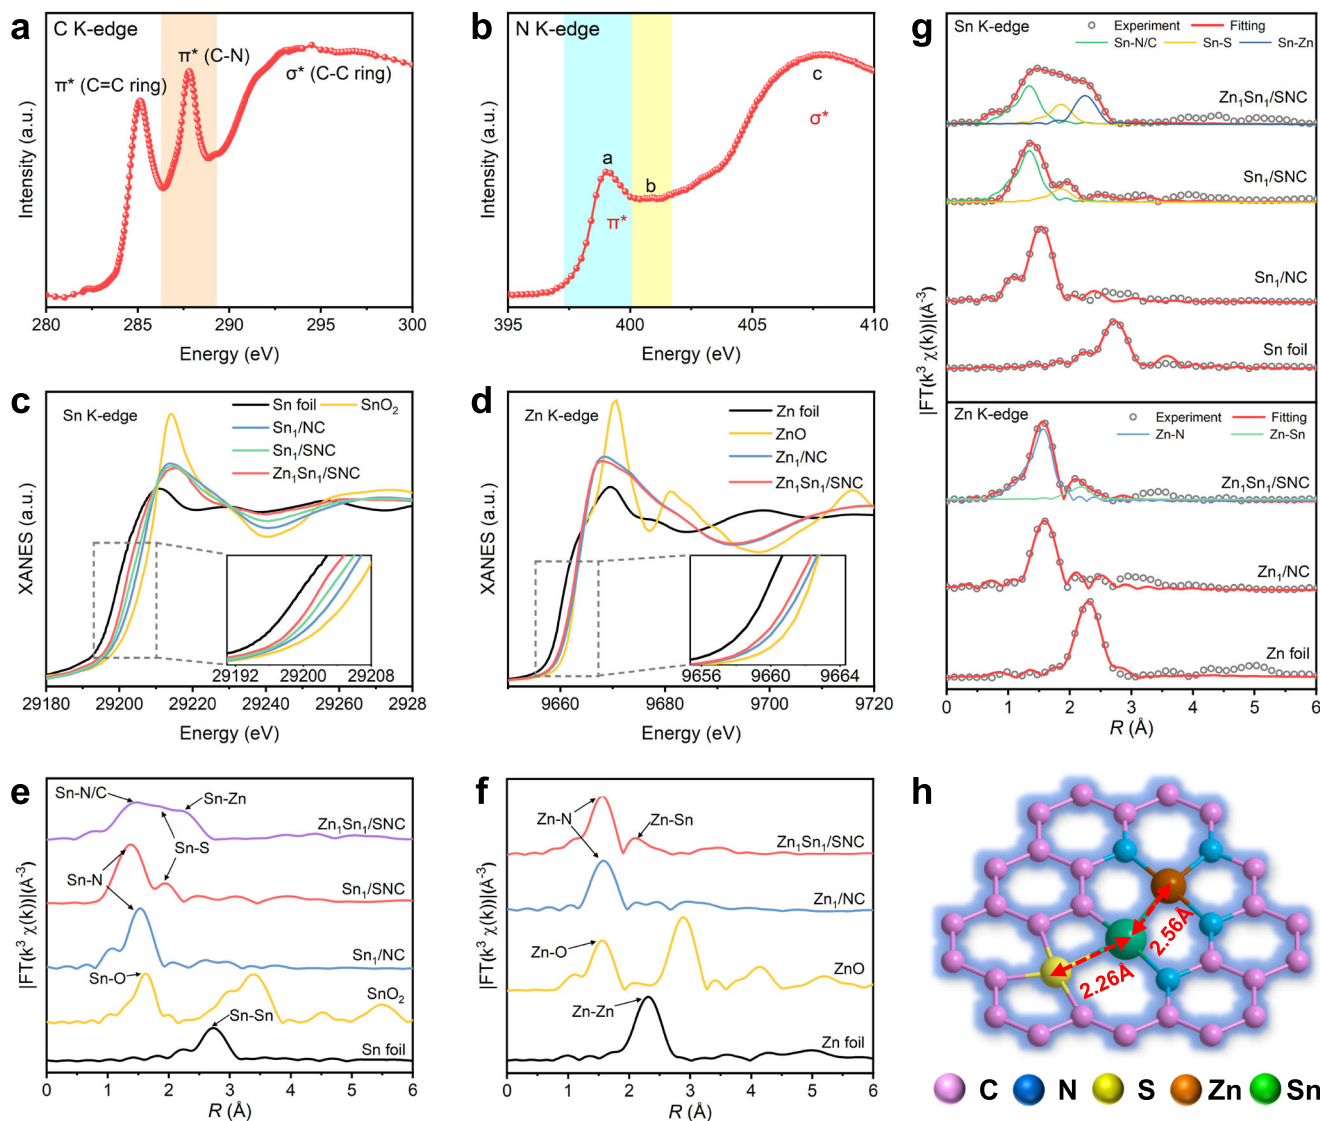 a
C K-edge
π* (C-N)
π* (C=C ring)
σ* (C-C ring)
Intensity (a.u.)
280 285 290 295 300
Energy (eV)
b
N K-edge
a
b
c
π*
σ*
Intensity (a.u.)
395 400 405 410
Energy (eV)
c
Sn K-edge
Sn foil SnO₂
Sn₁/NC
Sn₁/SNC
Zn₁Sn₁/SNC
XANES (a.u.)
29192 29200 29208
29180 29200 29220 29240 29260 2928
Energy (eV)
d
Zn K-edge
Zn foil
ZnO
Zn₁/NC
Zn₁Sn₁/SNC
XANES (a.u.)
9656 9660 9664
9660 9680 9700 9720
Energy (eV)
e
Sn-N/C
Sn-Zn
Zn₁Sn₁/SNC
Sn-S
Sn-N
Sn₁/SNC
Sn₁/NC
Sn-O
SnO₂
Sn-Sn
Sn foil
|FT(k³ χ(k))|(Å⁻³)
0 1 2 3 4 5 6
R (Å)
f
Zn-N
Zn-Sn
Zn₁Sn₁/SNC
Zn₁/NC
Zn-O
ZnO
Zn-Zn
Zn foil
|FT(k³ χ(k))|(Å⁻³)
0 1 2 3 4 5 6
R (Å)
g
Sn K-edge
Experiment Fitting
Sn-N/C Sn-S Sn-Zn
Zn₁Sn₁/SNC
Sn₁/SNC
Sn₁/NC
Sn foil
Zn K-edge
Experiment Fitting
Zn-N Zn-Sn
Zn₁Sn₁/SNC
Zn₁/NC
Zn foil
|FT(k³ χ(k))|(Å⁻³)
0 1 2 3 4 5 6
R (Å)
h
2.56Å
2.26Å
C N S Zn Sn